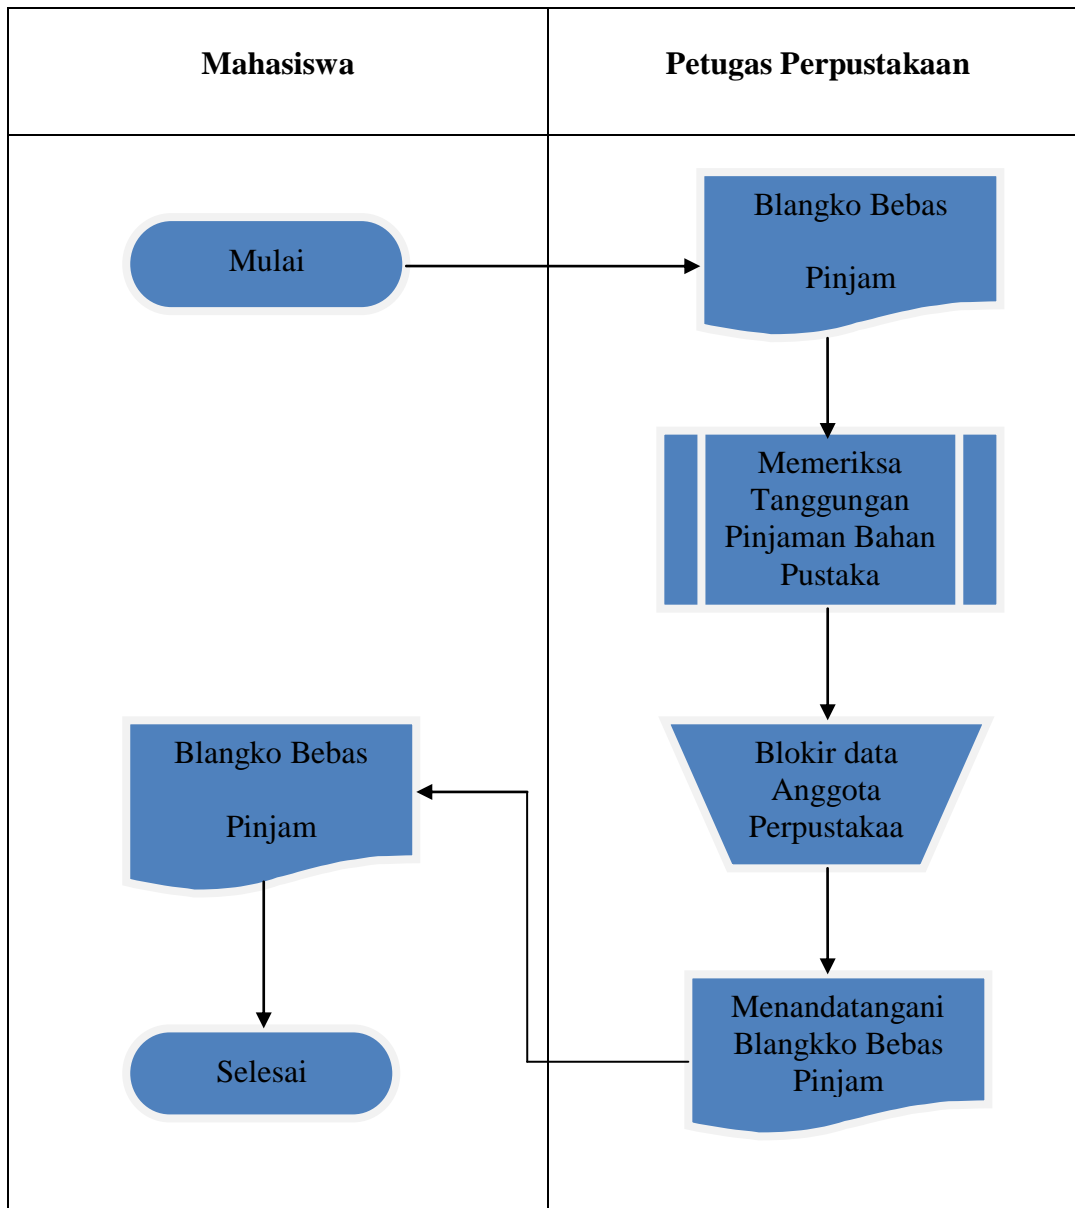 Mahasiswa
Petugas Perpustakaan
Mulai
Blangko Bebas
Pinjam
Memeriksa
Tanggungan
Pinjaman Bahan
Pustaka
Blokir data
Anggota
Perpustakaa
Menandatangani
Blangkko Bebas
Pinjam
Blangko Bebas
Pinjam
Selesai